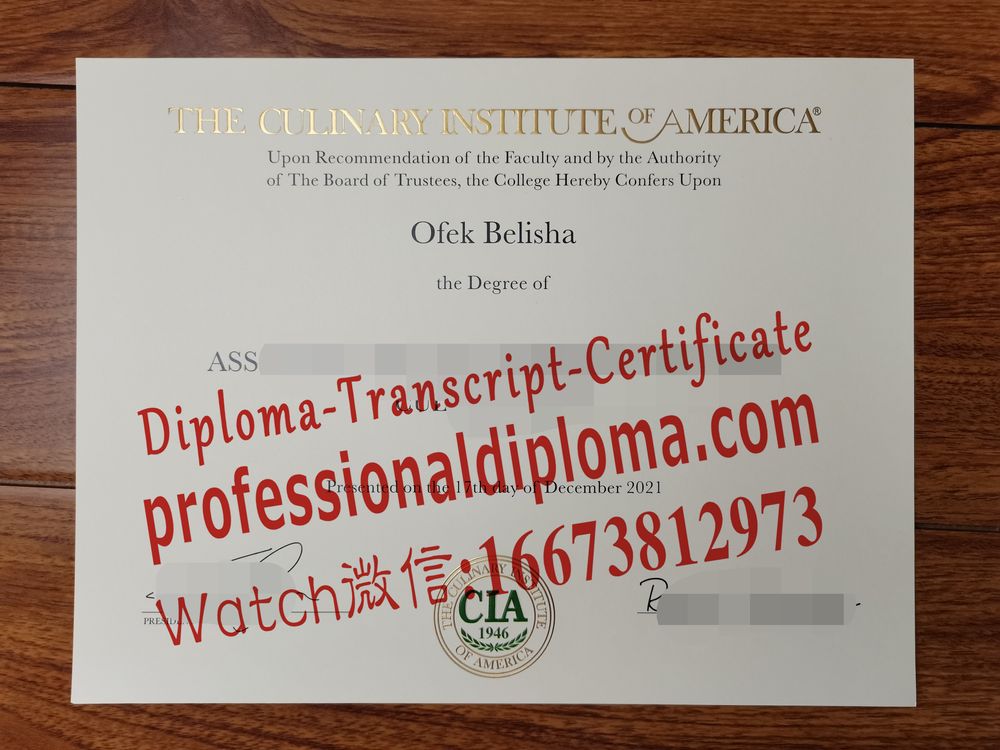 THE CULINARY INSTITUTE OF AMERICA®
Upon Recommendation of the Faculty and by the Authority
of The Board of Trustees, the College Hereby Confers Upon
Ofek Belisha
the Degree of
ASS
Diploma-Transcript-Certificate
CUL
professionaldiploma.com
Presented on the 17th day of December 2021
Watch微信:16673812973
THE CULINARY INSTITUTE
CIA
1946
OF AMERICA